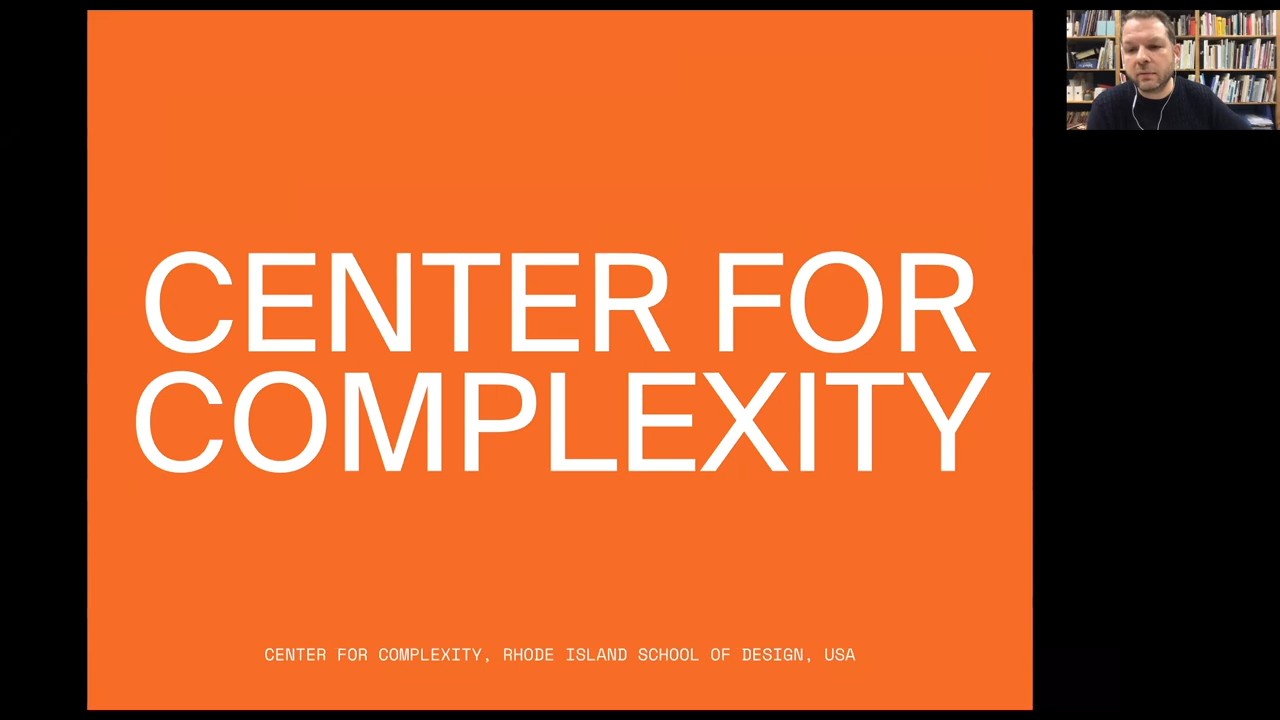 CENTER FOR
COMPLEXITY
CENTER FOR COMPLEXITY, RHODE ISLAND SCHOOL OF DESIGN, USA